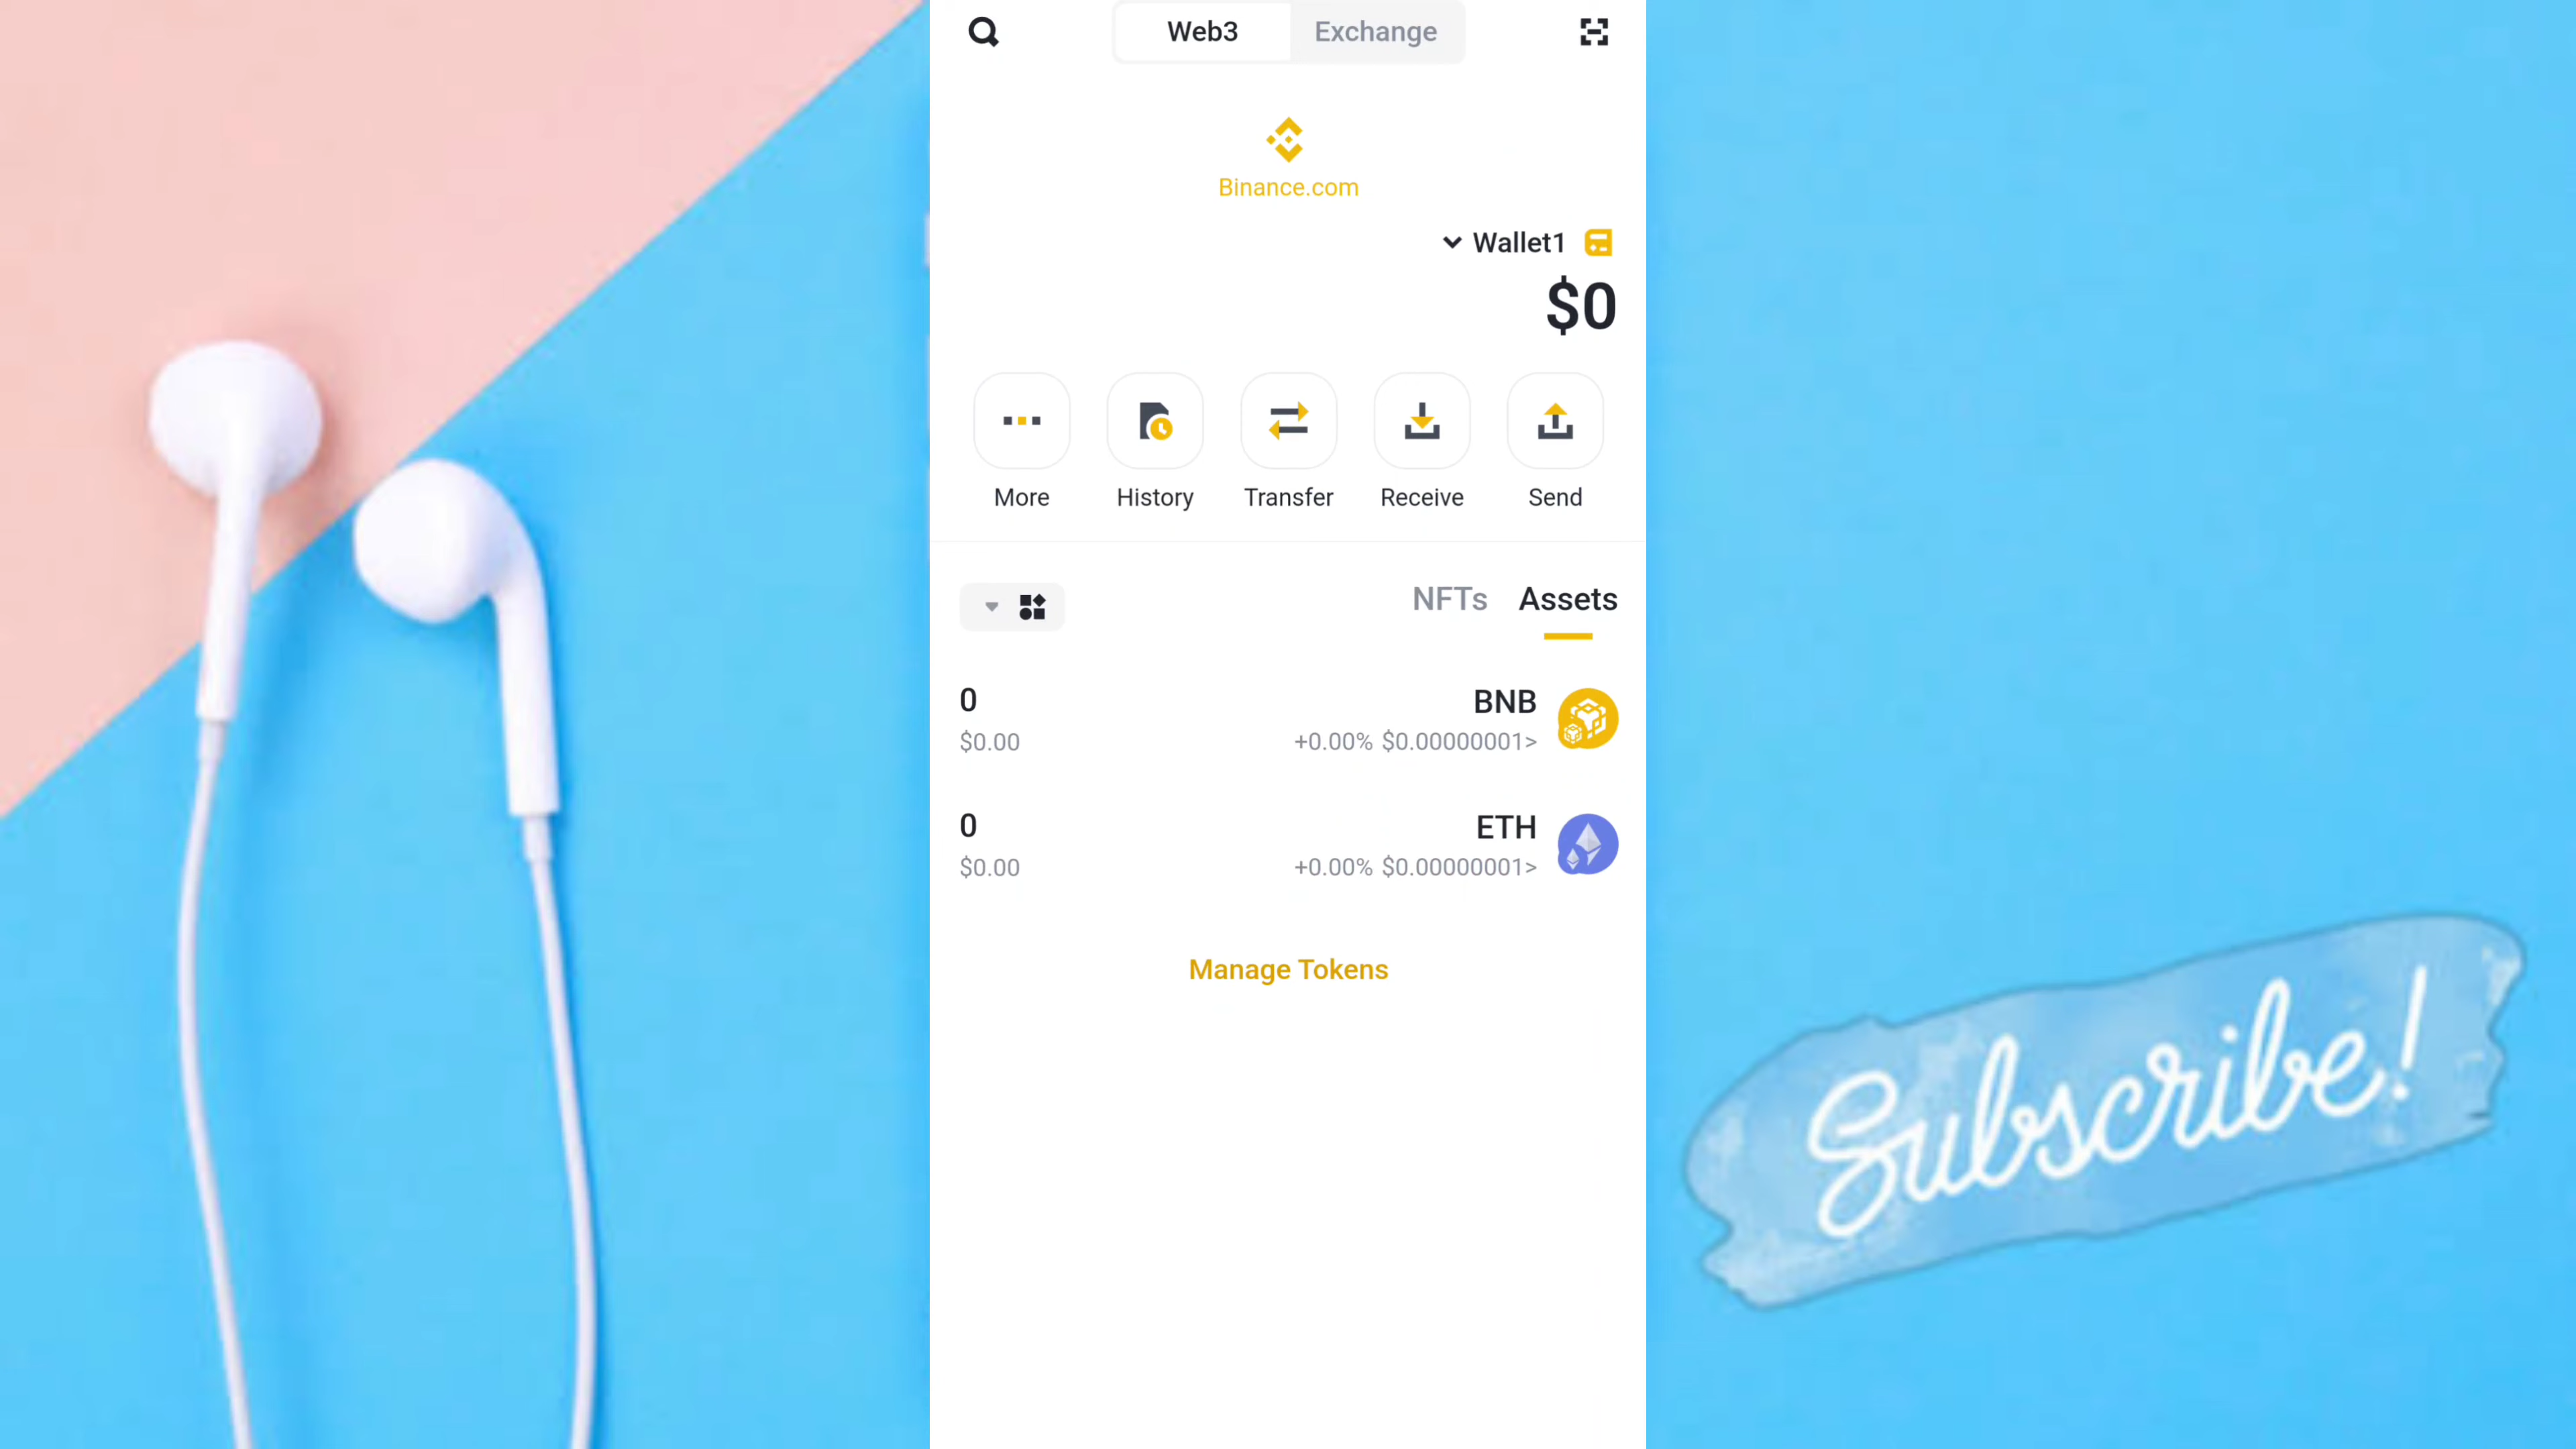 Web3 Exchange
Binance.com
Wallet1
$0
More History Transfer Receive Send
NFTs Assets
0 BNB
$0.00 +0.00% $0.00000001>
0 ETH
$0.00 +0.00% $0.00000001>
Manage Tokens
Subscribe!